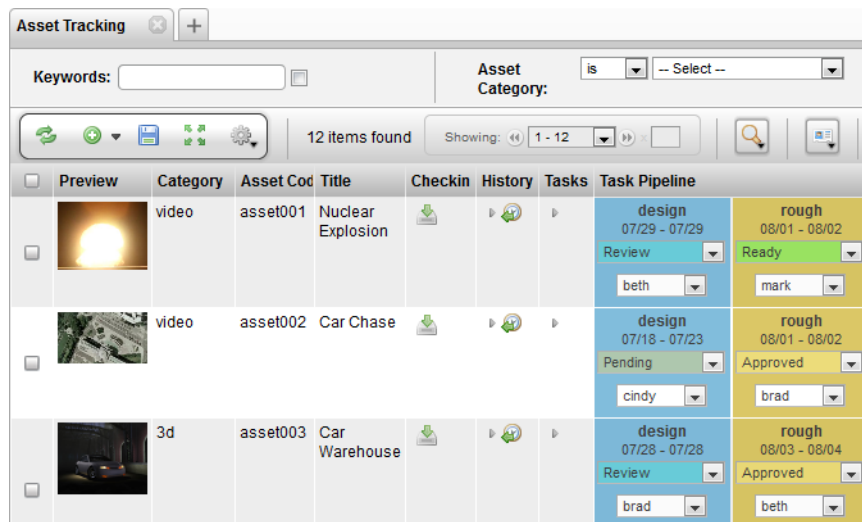 Asset Tracking
Keywords:
Asset Category:
is
-- Select --
12 items found
Showing:
1 - 12
x
Preview Category Asset Cod Title Checkin History Tasks Task Pipeline
video asset001 Nuclear Explosion
design
07/29 - 07/29
Review
beth
rough
08/01 - 08/02
Ready
mark
video asset002 Car Chase
design
07/18 - 07/23
Pending
cindy
rough
08/01 - 08/02
Approved
brad
3d asset003 Car Warehouse
design
07/28 - 07/28
Review
brad
rough
08/03 - 08/04
Approved
beth